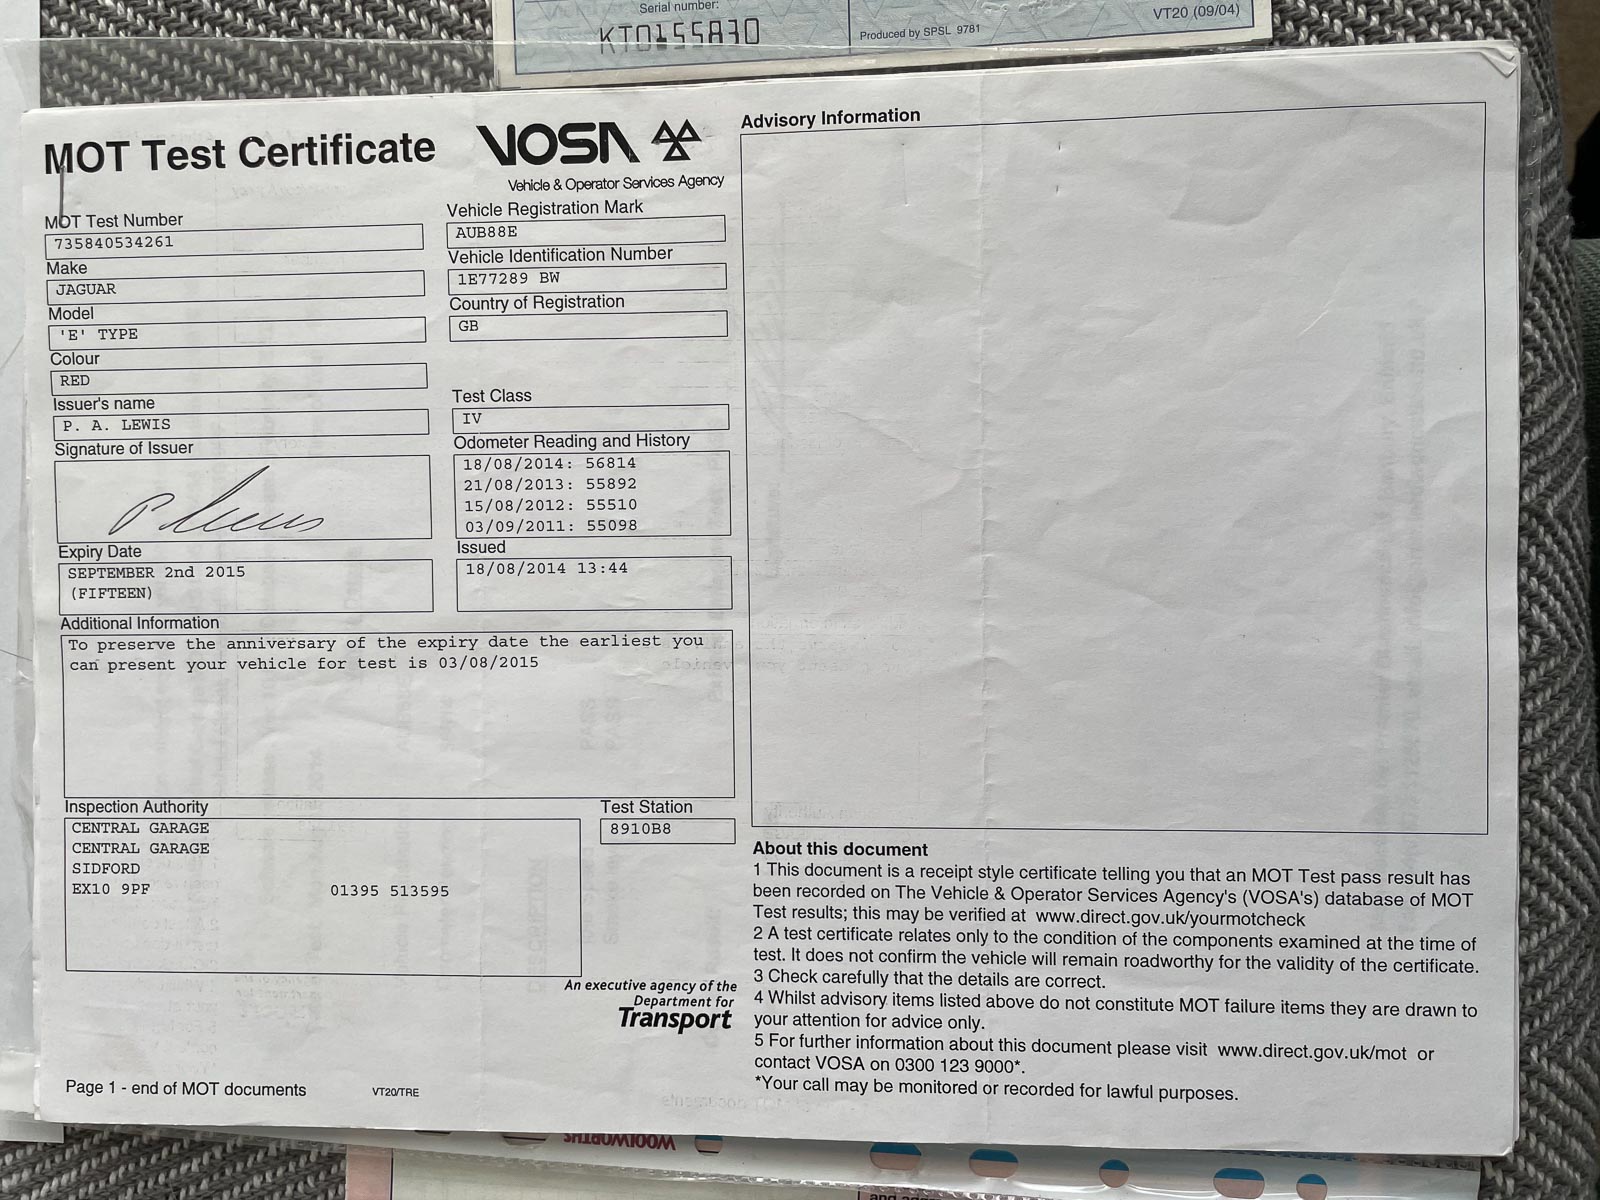 Serial number:
KT0155830
Produced by SPSL 9781
VT20 (09/04)
MOT Test Certificate
VOSA
Vehicle & Operator Services Agency
MOT Test Number
735840534261
Make
JAGUAR
Model
'E' TYPE
Colour
RED
Issuer's name
P. A. LEWIS
Signature of Issuer
P Lewis
Expiry Date
SEPTEMBER 2nd 2015
(FIFTEEN)
Vehicle Registration Mark
AUB88E
Vehicle Identification Number
1E77289 BW
Country of Registration
GB
Test Class
IV
Odometer Reading and History
18/08/2014: 56814
21/08/2013: 55892
15/08/2012: 55510
03/09/2011: 55098
Issued
18/08/2014 13:44
Additional Information
To preserve the anniversary of the expiry date the earliest you
can present your vehicle for test is 03/08/2015
Inspection Authority
CENTRAL GARAGE
CENTRAL GARAGE
SIDFORD
EX10 9PF 01395 513595
Test Station
8910B8
An executive agency of the
Department for
Transport
Page 1 - end of MOT documents
VT20/TRE
Advisory Information
About this document
1 This document is a receipt style certificate telling you that an MOT Test pass result has
been recorded on The Vehicle & Operator Services Agency's (VOSA's) database of MOT
Test results; this may be verified at www.direct.gov.uk/yourmotcheck
2 A test certificate relates only to the condition of the components examined at the time of
test. It does not confirm the vehicle will remain roadworthy for the validity of the certificate.
3 Check carefully that the details are correct.
4 Whilst advisory items listed above do not constitute MOT failure items they are drawn to
your attention for advice only.
5 For further information about this document please visit www.direct.gov.uk/mot or
contact VOSA on 0300 123 9000*.
*Your call may be monitored or recorded for lawful purposes.
WOOLWORTHS